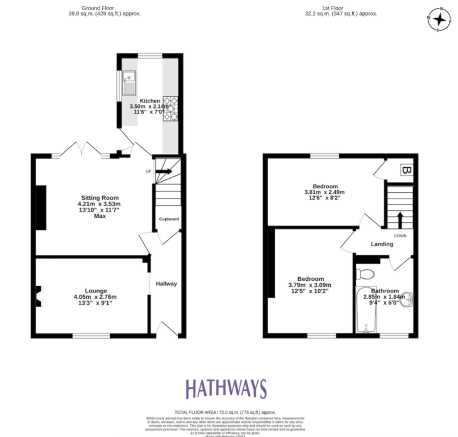 Ground Floor
39.8 sq.m. (428 sq.ft.) approx.
1st Floor
32.2 sq.m. (347 sq.ft.) approx.
Kitchen
3.50m x 2.14m
11'6" x 7'0"
UP
Sitting Room
4.21m x 3.53m
13'10" x 11'7"
Max
Cupboard
Hallway
Lounge
4.05m x 2.76m
13'3" x 9'1"
B
Bedroom
3.81m x 2.49m
12'6" x 8'2"
DOWN
Landing
Bedroom
3.79m x 3.09m
12'5" x 10'2"
Bathroom
2.85m x 1.84m
9'4" x 6'0"
HATHWAYS
TOTAL FLOOR AREA: 72.0 sq.m. (775 sq.ft.) approx.